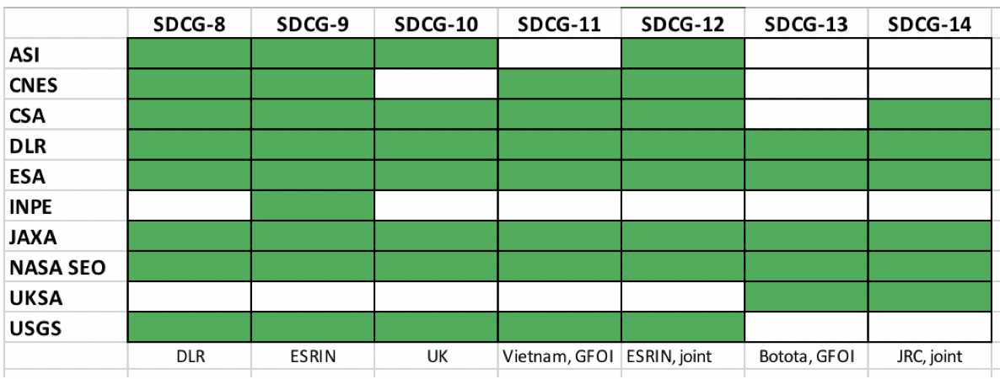 SDCG-8 SDCG-9 SDCG-10 SDCG-11 SDCG-12 SDCG-13 SDCG-14
ASI
CNES
CSA
DLR
ESA
INPE
JAXA
NASA SEO
UKSA
USGS
DLR ESRIN UK Vietnam, GFOI ESRIN, joint Botota, GFOI JRC, joint